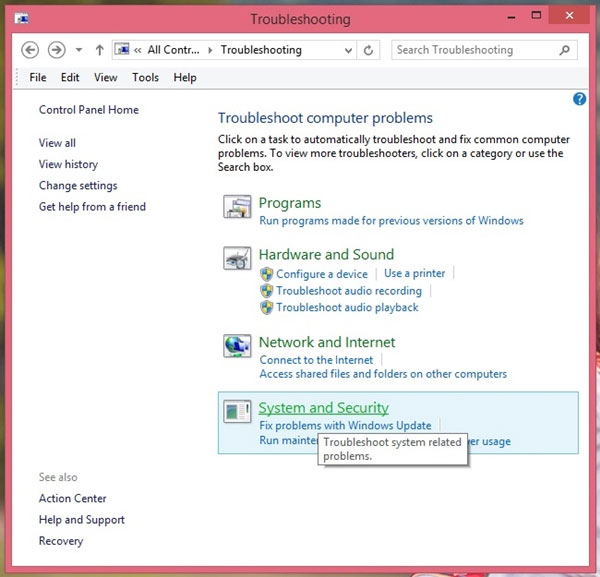 Troubleshooting
« All Contr... ▸ Troubleshooting
Search Troubleshooting
File Edit View Tools Help
Control Panel Home
View all
View history
Change settings
Get help from a friend
See also
Action Center
Help and Support
Recovery
?
Troubleshoot computer problems
Click on a task to automatically troubleshoot and fix common computer
problems. To view more troubleshooters, click on a category or use the
Search box.
Programs
Run programs made for previous versions of Windows
Hardware and Sound
Configure a device | Use a printer |
Troubleshoot audio recording |
Troubleshoot audio playback
Network and Internet
Connect to the Internet |
Access shared files and folders on other computers
System and Security
Fix problems with Windows Update |
Run mainten er usage
Troubleshoot system related
problems.